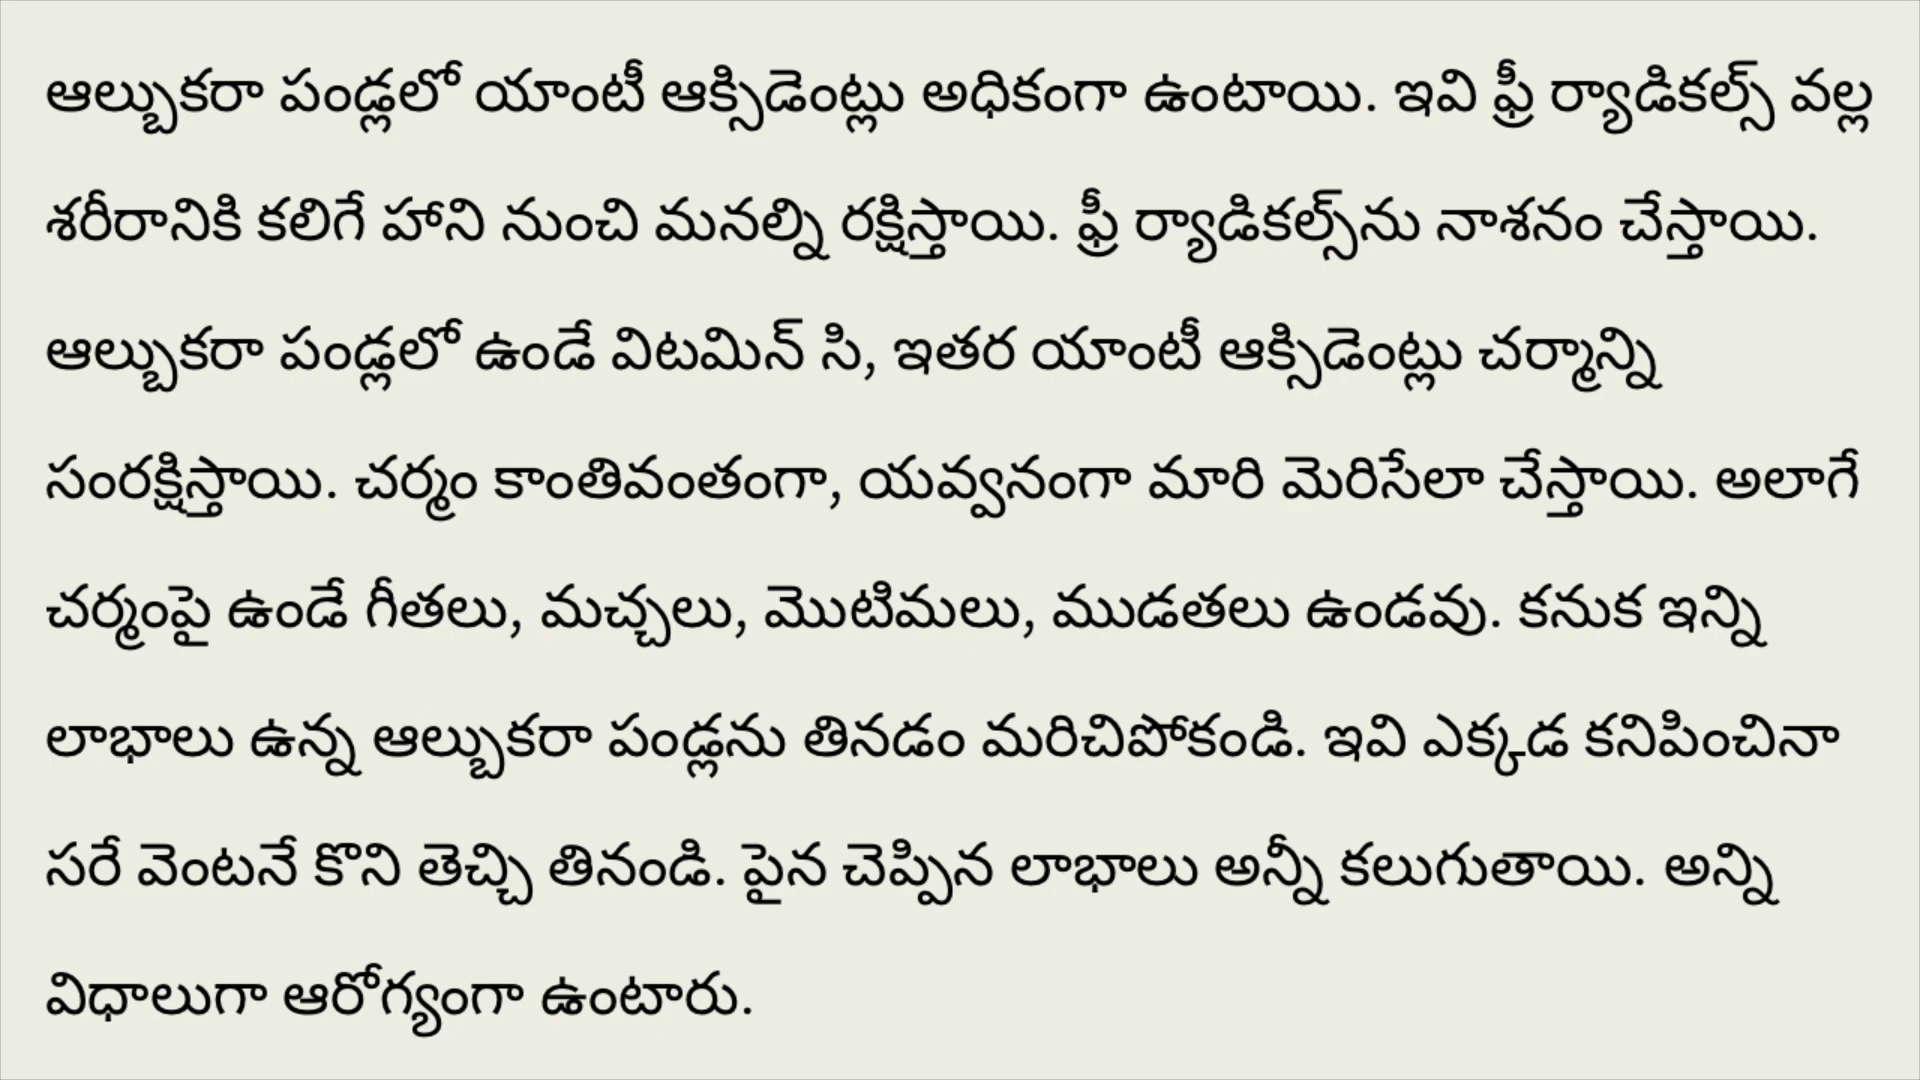 ఆల్బుకరా పండ్లలో యాంటీ ఆక్సిడెంట్లు అధికంగా ఉంటాయి. ఇవి ఫ్రీ ర్యాడికల్స్ వల్ల
శరీరానికి కలిగే హాని నుంచి మనల్ని రక్షిస్తాయి. ఫ్రీ ర్యాడికల్స్‌ను నాశనం చేస్తాయి.
ఆల్బుకరా పండ్లలో ఉండే విటమిన్ సి, ఇతర యాంటీ ఆక్సిడెంట్లు చర్మాన్ని
సంరక్షిస్తాయి. చర్మం కాంతివంతంగా, యవ్వనంగా మారి మెరిసేలా చేస్తాయి. అలాగే
చర్మంపై ఉండే గీతలు, మచ్చలు, మొటిమలు, ముడతలు ఉండవు. కనుక ఇన్ని
లాభాలు ఉన్న ఆల్బుకరా పండ్లను తినడం మరిచిపోకండి. ఇవి ఎక్కడ కనిపించినా
సరే వెంటనే కొని తెచ్చి తినండి. పైన చెప్పిన లాభాలు అన్నీ కలుగుతాయి. అన్ని
విధాలుగా ఆరోగ్యంగా ఉంటారు.